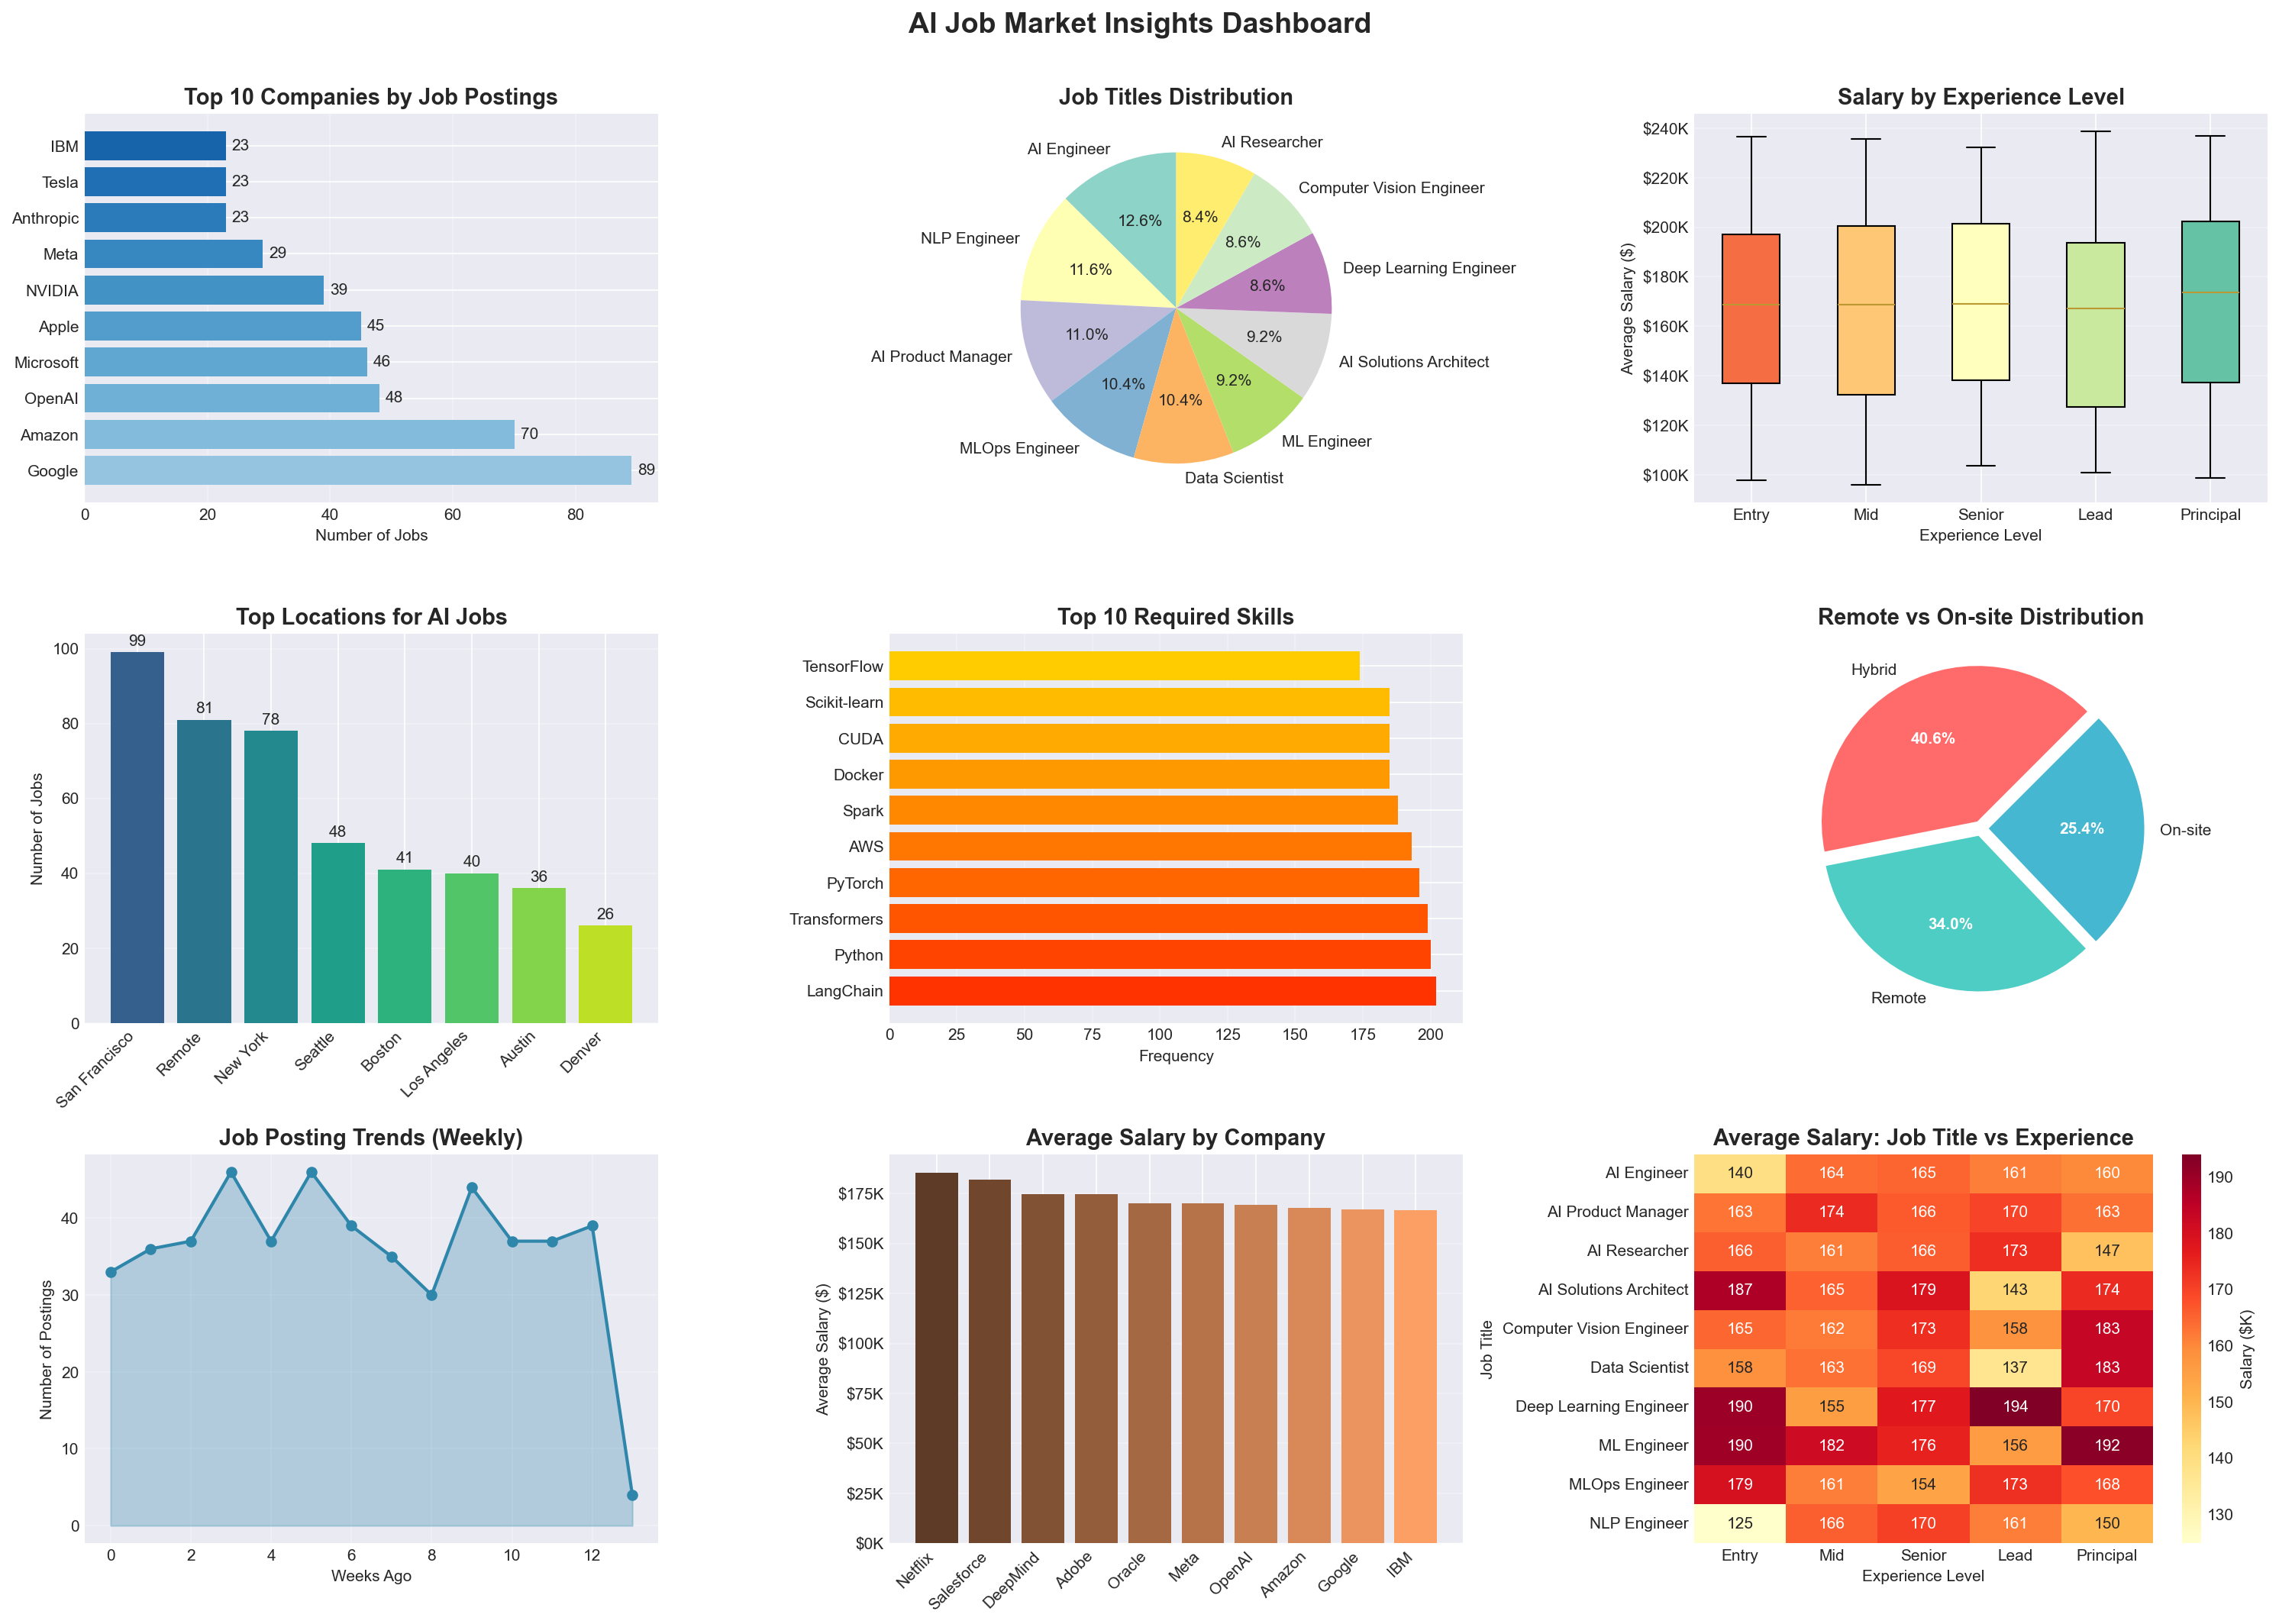 AI Job Market Insights Dashboard
Top 10 Companies by Job Postings
IBM
23
Tesla
23
Anthropic
23
Meta
29
NVIDIA
39
Apple
45
Microsoft
46
OpenAI
48
Amazon
70
Google
89
0 20 40 60 80
Number of Jobs
Job Titles Distribution
AI Engineer
12.6%
NLP Engineer
11.6%
AI Product Manager
11.0%
MLOps Engineer
10.4%
Data Scientist
10.4%
ML Engineer
9.2%
AI Solutions Architect
9.2%
Deep Learning Engineer
8.6%
Computer Vision Engineer
8.6%
AI Researcher
8.4%
Salary by Experience Level
Average Salary ($)
$240K
$220K
$200K
$180K
$160K
$140K
$120K
$100K
Entry Mid Senior Lead Principal
Experience Level
Top Locations for AI Jobs
Number of Jobs
100
80
60
40
20
0
99
81
78
48
41
40
36
26
San Francisco
Remote
New York
Seattle
Boston
Los Angeles
Austin
Denver
Top 10 Required Skills
TensorFlow
Scikit-learn
CUDA
Docker
Spark
AWS
PyTorch
Transformers
Python
LangChain
0 25 50 75 100 125 150 175 200
Frequency
Remote vs On-site Distribution
Hybrid
40.6%
Remote
34.0%
On-site
25.4%
Job Posting Trends (Weekly)
Number of Postings
40
30
20
10
0
0 2 4 6 8 10 12
Weeks Ago
Average Salary by Company
Average Salary ($)
$175K
$150K
$125K
$100K
$75K
$50K
$25K
$0K
Netflix
Salesforce
DeepMind
Adobe
Oracle
Meta
OpenAI
Amazon
Google
IBM
Average Salary: Job Title vs Experience
Job Title
AI Engineer 140 164 165 161 160
AI Product Manager 163 174 166 170 163
AI Researcher 166 161 166 173 147
AI Solutions Architect 187 165 179 143 174
Computer Vision Engineer 165 162 173 158 183
Data Scientist 158 163 169 137 183
Deep Learning Engineer 190 155 177 194 170
ML Engineer 190 182 176 156 192
MLOps Engineer 179 161 154 173 168
NLP Engineer 125 166 170 161 150
Entry Mid Senior Lead Principal
Experience Level
190
180
170
160
150
140
130
Salary ($K)